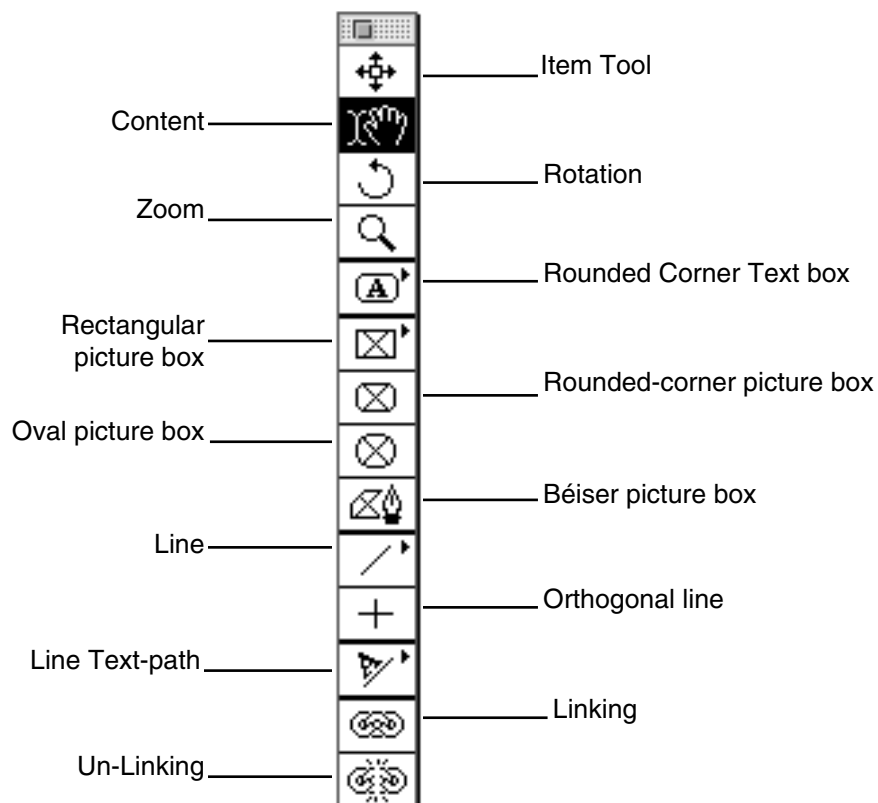 Item Tool
Content
Rotation
Zoom
Rounded Corner Text box
A
Rectangular
picture box
Rounded-corner picture box
Oval picture box
Béiser picture box
Line
Orthogonal line
Line Text-path
A
Linking
Un-Linking